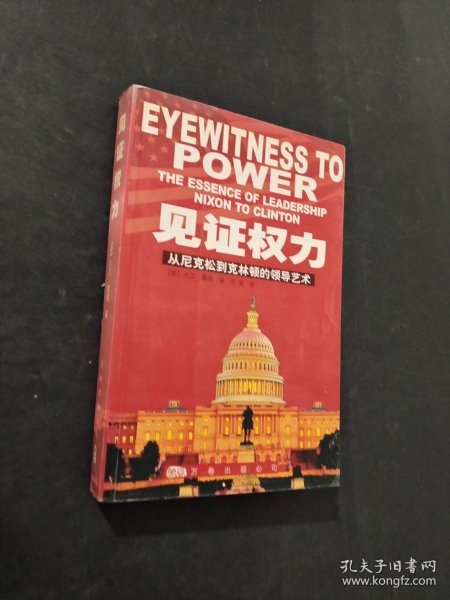 EYEWITNESS TO
POWER
THE ESSENCE OF LEADERSHIP
NIXON TO CLINTON
见证权力
从尼克松到克林顿的领导艺术
万卷出版公司
见证权力
孔夫子旧书网
www.kongfz.com